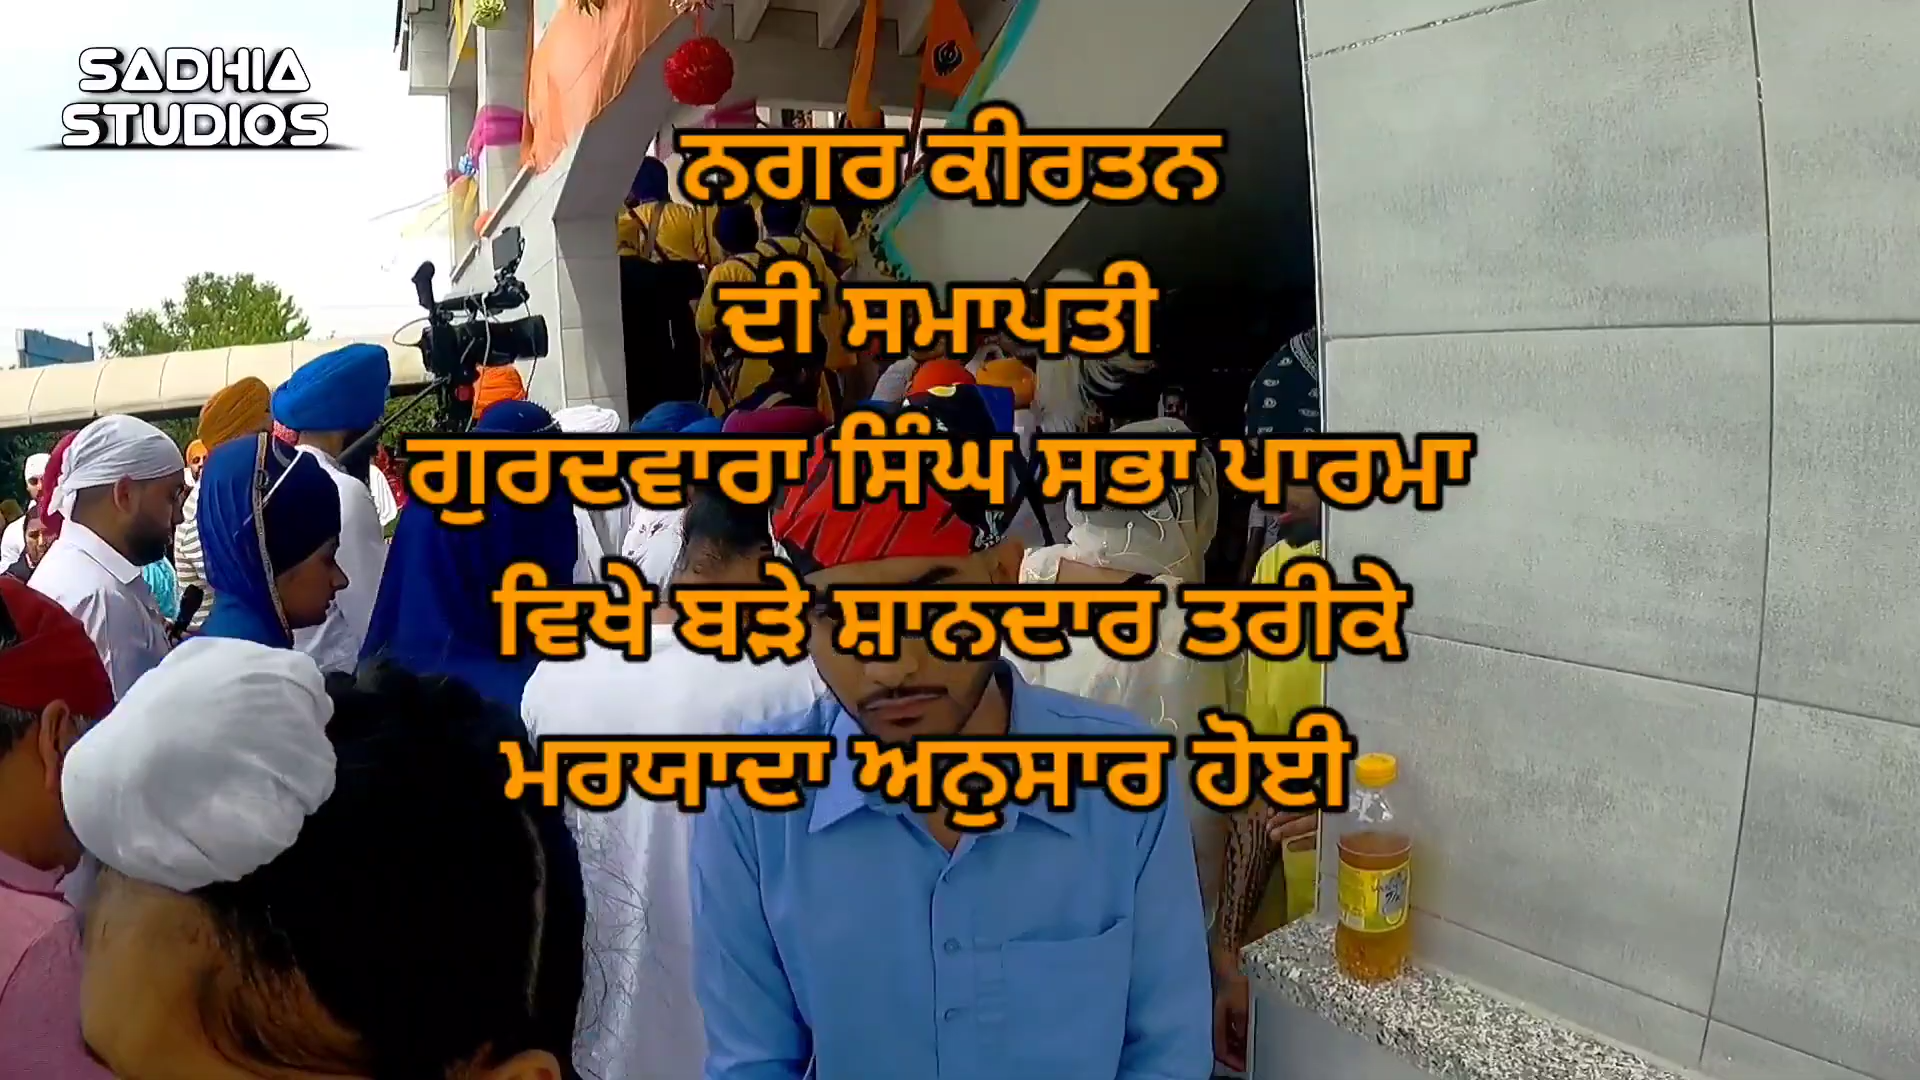 SADHIA
STUDIOS
ਨਗਰ ਕੀਰਤਨ
ਦੀ ਸਮਾਪਤੀ
ਗੁਰਦਵਾਰਾ ਸਿੰਘ ਸਭਾ ਪਾਰਮਾ
ਵਿਖੇ ਬੜੇ ਸ਼ਾਨਦਾਰ ਤਰੀਕੇ
ਮਰਯਾਦਾ ਅਨੁਸਾਰ ਹੋਈ